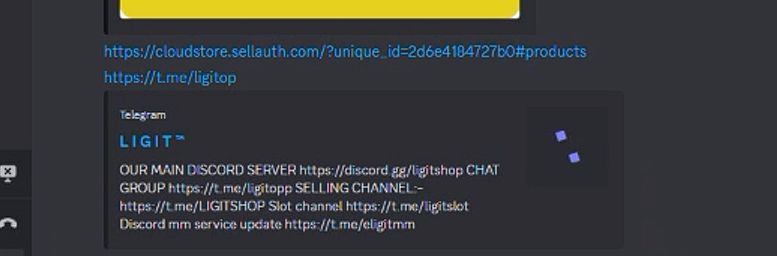 https://cloudstore.sellauth.com/?unique_id=2d6e4184727b0#products
https://t.me/ligitop
Telegram
LIGIT™
OUR MAIN DISCORD SERVER https://discord.gg/ligitshop CHAT
GROUP https://t.me/ligitopp SELLING CHANNEL:-
https://t.me/LIGITSHOP Slot channel https://t.me/ligitslot
Discord mm service update https://t.me/eligitmm